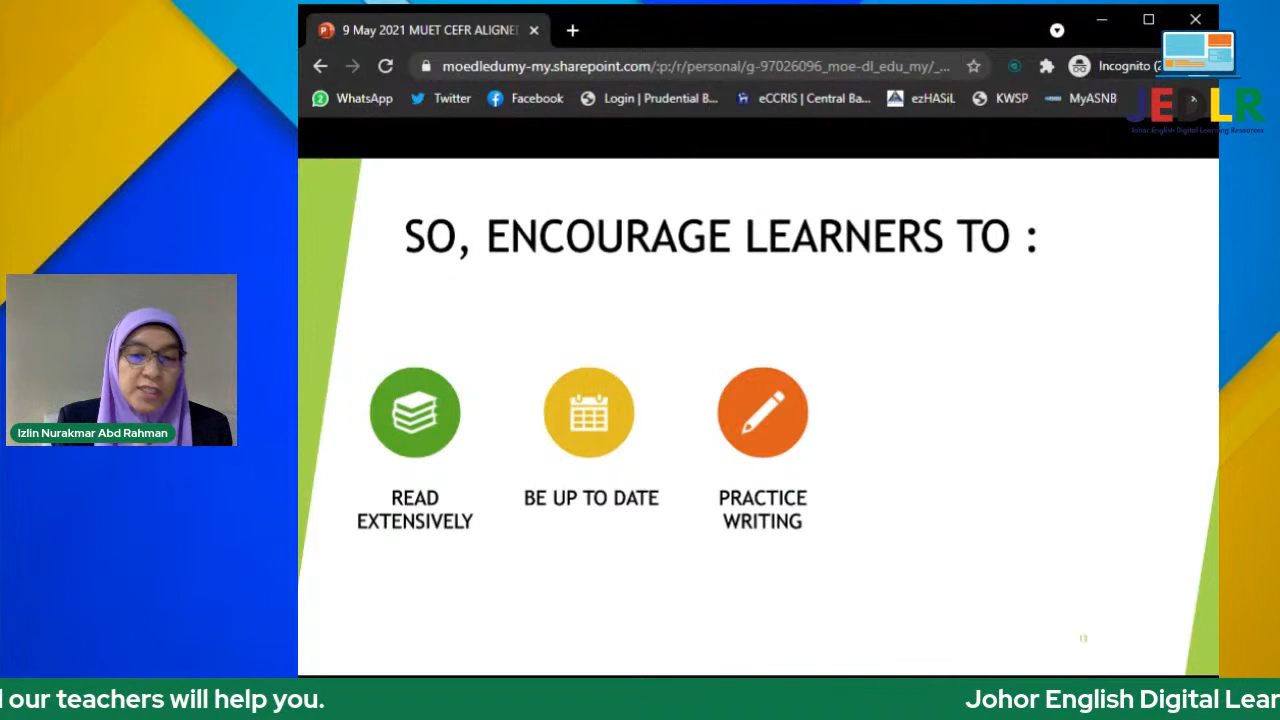 9 May 2021 MUET CEFR ALIGNE
moedledumy-my.sharepoint.com/:p:/r/personal/g-97026096_moe-dl_edu_my/_...
Incognito (2
WhatsApp
Twitter
Facebook
Login | Prudential B...
eCCRIS | Central Ba...
ezHASiL
KWSP
MyASNB
JEDLR
Johor English Digital Learning Resources
SO, ENCOURAGE LEARNERS TO :
READ
EXTENSIVELY
BE UP TO DATE
PRACTICE
WRITING
Izlin Nurakmar Abd Rahman
13
our teachers will help you.
Johor English Digital Lear